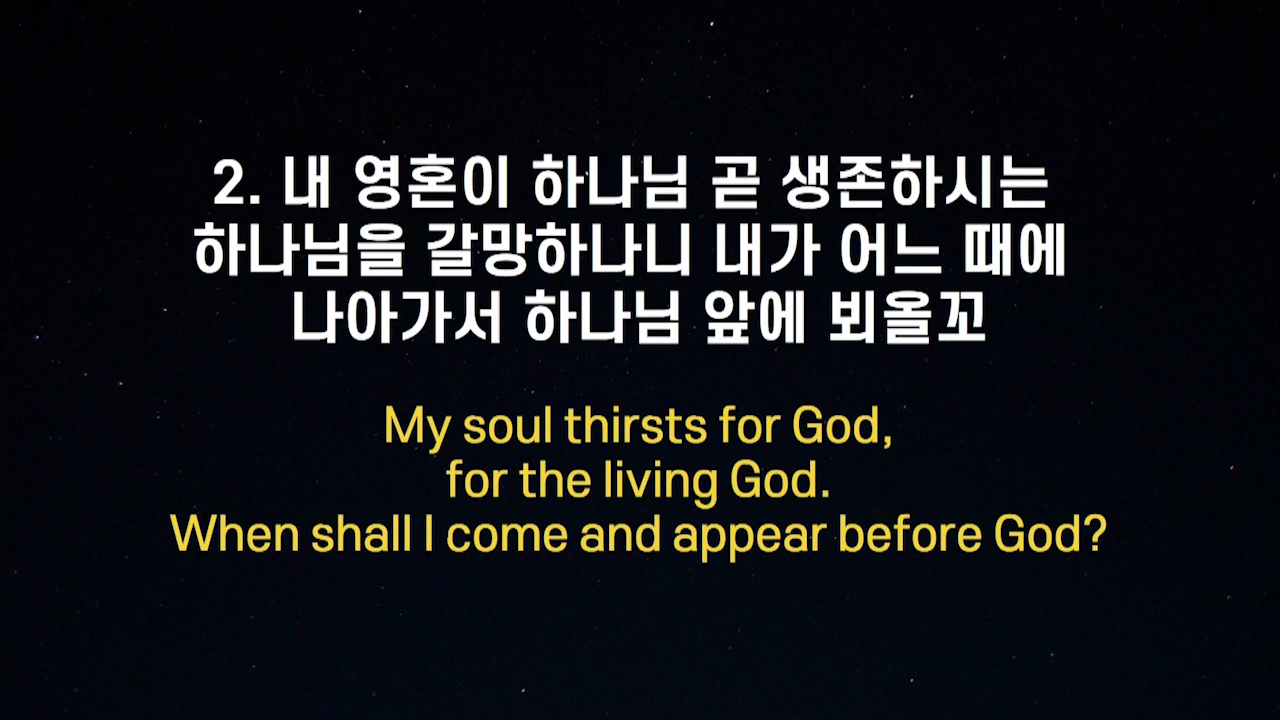 2. 내 영혼이 하나님 곧 생존하시는
하나님을 갈망하나니 내가 어느 때에
나아가서 하나님 앞에 뵈올꼬
My soul thirsts for God,
for the living God.
When shall I come and appear before God?